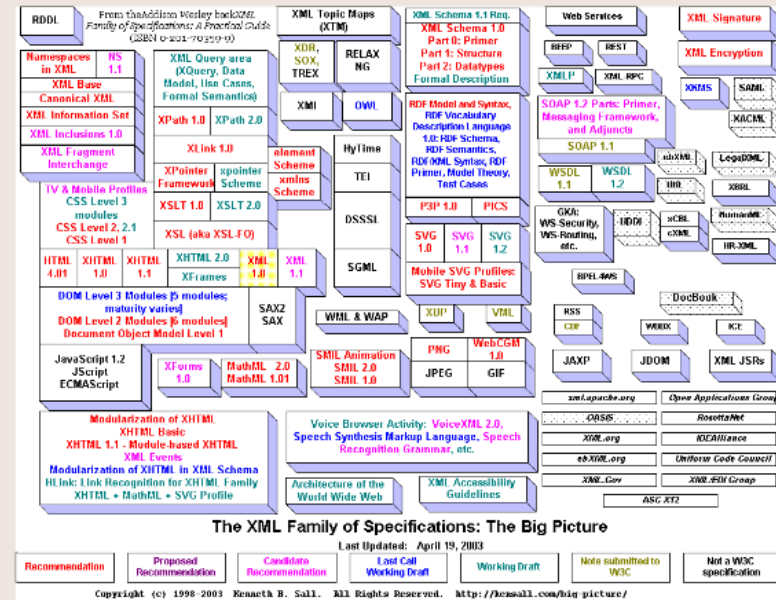 RDDL
From theAddison Wesley bookXML
Family of Specifications: A Practical Guide
(ISBN 0-201-70359-9)
XML Topic Maps
(XTM)
XML Schema 1.1 Req.
XML Schema 1.0
Part 0: Primer
Part 1: Structure
Part 2: Datatypes
Formal Description
Web Services
XML Signature
XML Encryption
BEEP
REST
XMLP
XML-RPC
XKMS
SAML
XACML
Namespaces
in XML
NS
1.1
XML Base
Canonical XML
XML Information Set
XML Inclusions 1.0
XML Fragment
Interchange
XML Query area
(XQuery, Data
Model, Use Cases,
Formal Semantics)
XPath 1.0
XPath 2.0
XLink 1.0
XPointer
Framework
xpointer
Scheme
element
Scheme
xmlns
Scheme
XSLT 1.0
XSLT 2.0
XSL (aka XSL-FO)
XDR,
SOX,
TREX
RELAX
NG
XMI
OWL
HyTime
TEI
DSSSL
SGML
RDF Model and Syntax,
RDF Vocabulary
Description Language
1.0: RDF Schema,
RDF Semantics,
RDF/XML Syntax, RDF
Primer, Model Theory,
Test Cases
P3P 1.0
PICS
SVG
1.0
SVG
1.1
SVG
1.2
Mobile SVG Profiles:
SVG Tiny & Basic
SOAP 1.2 Parts: Primer,
Messaging Framework,
and Adjuncts
SOAP 1.1
WSDL
1.1
WSDL
1.2
ebXML
LegalXML
UDDI
XBRL
xCBL
cXML
HumanML
HR-XML
GXA:
WS-Security,
WS-Routing,
etc.
BPEL4WS
TV & Mobile Profiles
CSS Level 3
modules
CSS Level 2, 2.1
CSS Level 1
HTML
4.01
XHTML
1.0
XHTML
1.1
XHTML 2.0
XFrames
XML
1.0
XML
1.1
DOM Level 3 Modules [5 modules;
maturity varies]
DOM Level 2 Modules [6 modules]
Document Object Model Level 1
SAX2
SAX
WML & WAP
XUP
VML
DocBook
RSS
CDF
WDDX
ICE
JavaScript 1.2
JScript
ECMAScript
XForms
1.0
MathML 2.0
MathML 1.01
SMIL Animation
SMIL 2.0
SMIL 1.0
PNG
WebCGM
1.0
JPEG
GIF
JAXP
JDOM
XML JSRs
xml.apache.org
Open Applications Group
OASIS
RosettaNet
XML.org
IDEAlliance
ebXML.org
Uniform Code Council
XML.Gov
XML/EDI Group
ASC X12
Modularization of XHTML
XHTML Basic
XHTML 1.1 - Module-based XHTML
XML Events
Modularization of XHTML in XML Schema
HLink: Link Recognition for XHTML Family
XHTML + MathML + SVG Profile
Voice Browser Activity: VoiceXML 2.0,
Speech Synthesis Markup Language, Speech
Recognition Grammar, etc.
Architecture of the
World Wide Web
XML Accessibility
Guidelines
The XML Family of Specifications: The Big Picture
Last Updated: April 19, 2003
Recommendation
Proposed
Recommendation
Candidate
Recommendation
Last Call
Working Draft
Working Draft
Note submitted to
W3C
Not a W3C
specification
Copyright (c) 1998-2003 Kenneth B. Sall. All Rights Reserved. http://kensall.com/big-picture/